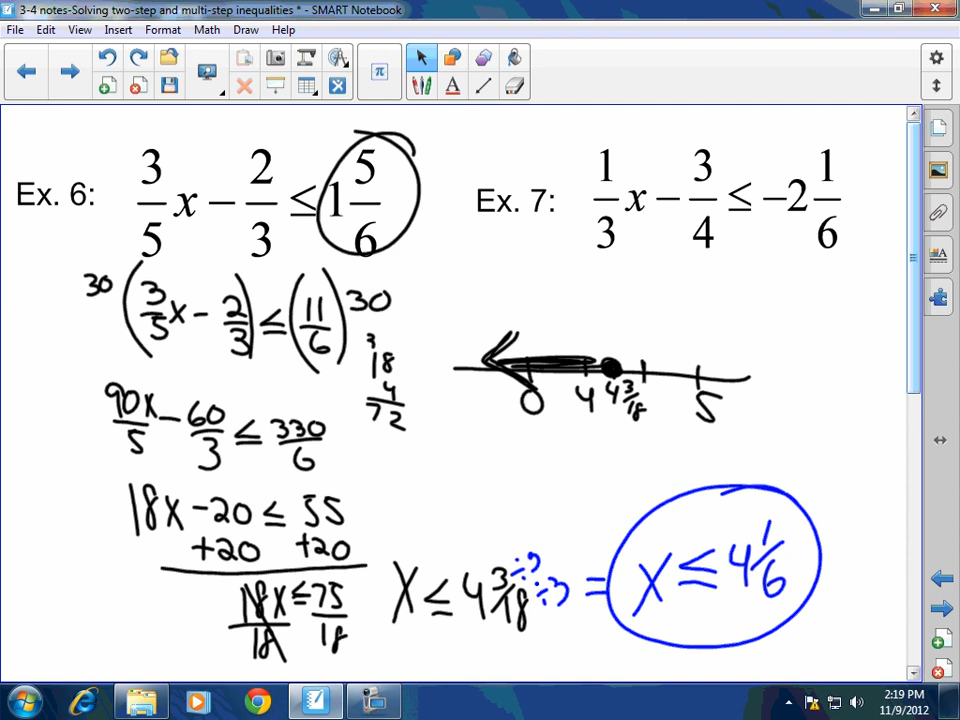 3-4 notes-Solving two-step and multi-step inequalities * - SMART Notebook
File Edit View Insert Format Math Draw Help
π
A
Ex. 6: 3/5 x − 2/3 ≤ 1 5/6
Ex. 7: 1/3 x − 3/4 ≤ −2 1/6
30 (3/5 x − 2/3) ≤ (11/6) 30
3
18
4
72
0 4 4 3/18 5
90x/5 − 60/3 ≤ 330/6
18x − 20 ≤ 55
+20 +20
18x/18 ≤ 75/18
x ≤ 4 3/18 ÷3 ÷3 = x ≤ 4 1/6
2:19 PM
11/9/2012